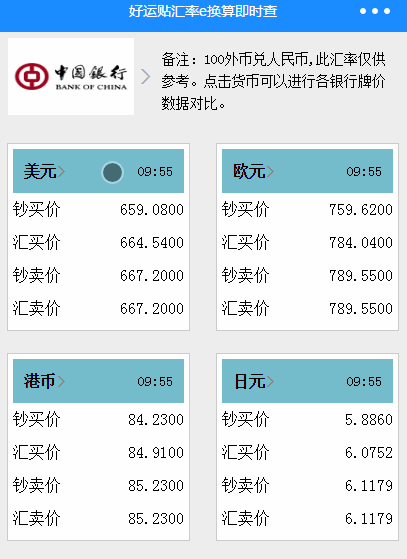 好运贴汇率e换算即时查
中国银行
BANK OF CHINA
备注：100外币兑人民币,此汇率仅供
参考。点击货币可以进行各银行牌价
数据对比。
美元 09:55
钞买价 659.0800
汇买价 664.5400
钞卖价 667.2000
汇卖价 667.2000
欧元 09:55
钞买价 759.6200
汇买价 784.0400
钞卖价 789.5500
汇卖价 789.5500
港币 09:55
钞买价 84.2300
汇买价 84.9100
钞卖价 85.2300
汇卖价 85.2300
日元 09:55
钞买价 5.8860
汇买价 6.0752
钞卖价 6.1179
汇卖价 6.1179